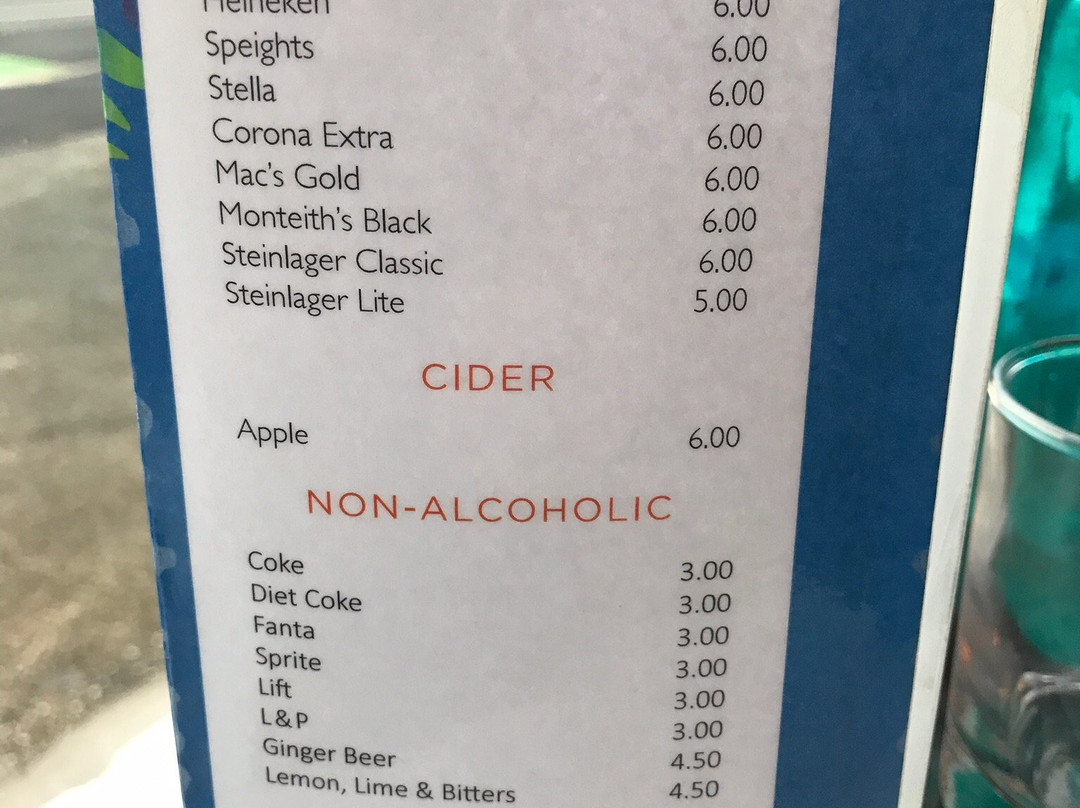 Heineken 6.00
Speights 6.00
Stella 6.00
Corona Extra 6.00
Mac's Gold 6.00
Monteith's Black 6.00
Steinlager Classic 6.00
Steinlager Lite 5.00
CIDER
Apple 6.00
NON-ALCOHOLIC
Coke 3.00
Diet Coke 3.00
Fanta 3.00
Sprite 3.00
Lift 3.00
L&P 3.00
Ginger Beer 4.50
Lemon, Lime & Bitters 4.50